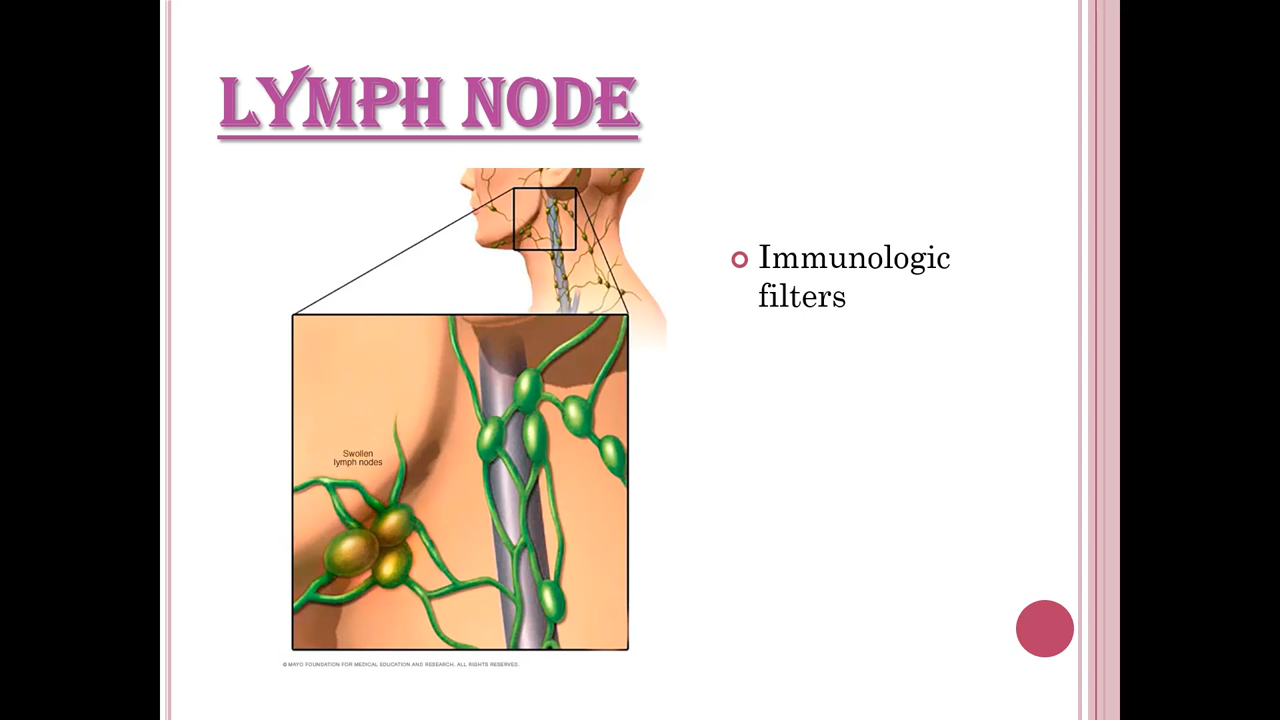 LYMPH NODE
Immunologic
filters
Swollen
lymph nodes
© MAYO FOUNDATION FOR MEDICAL EDUCATION AND RESEARCH. ALL RIGHTS RESERVED.